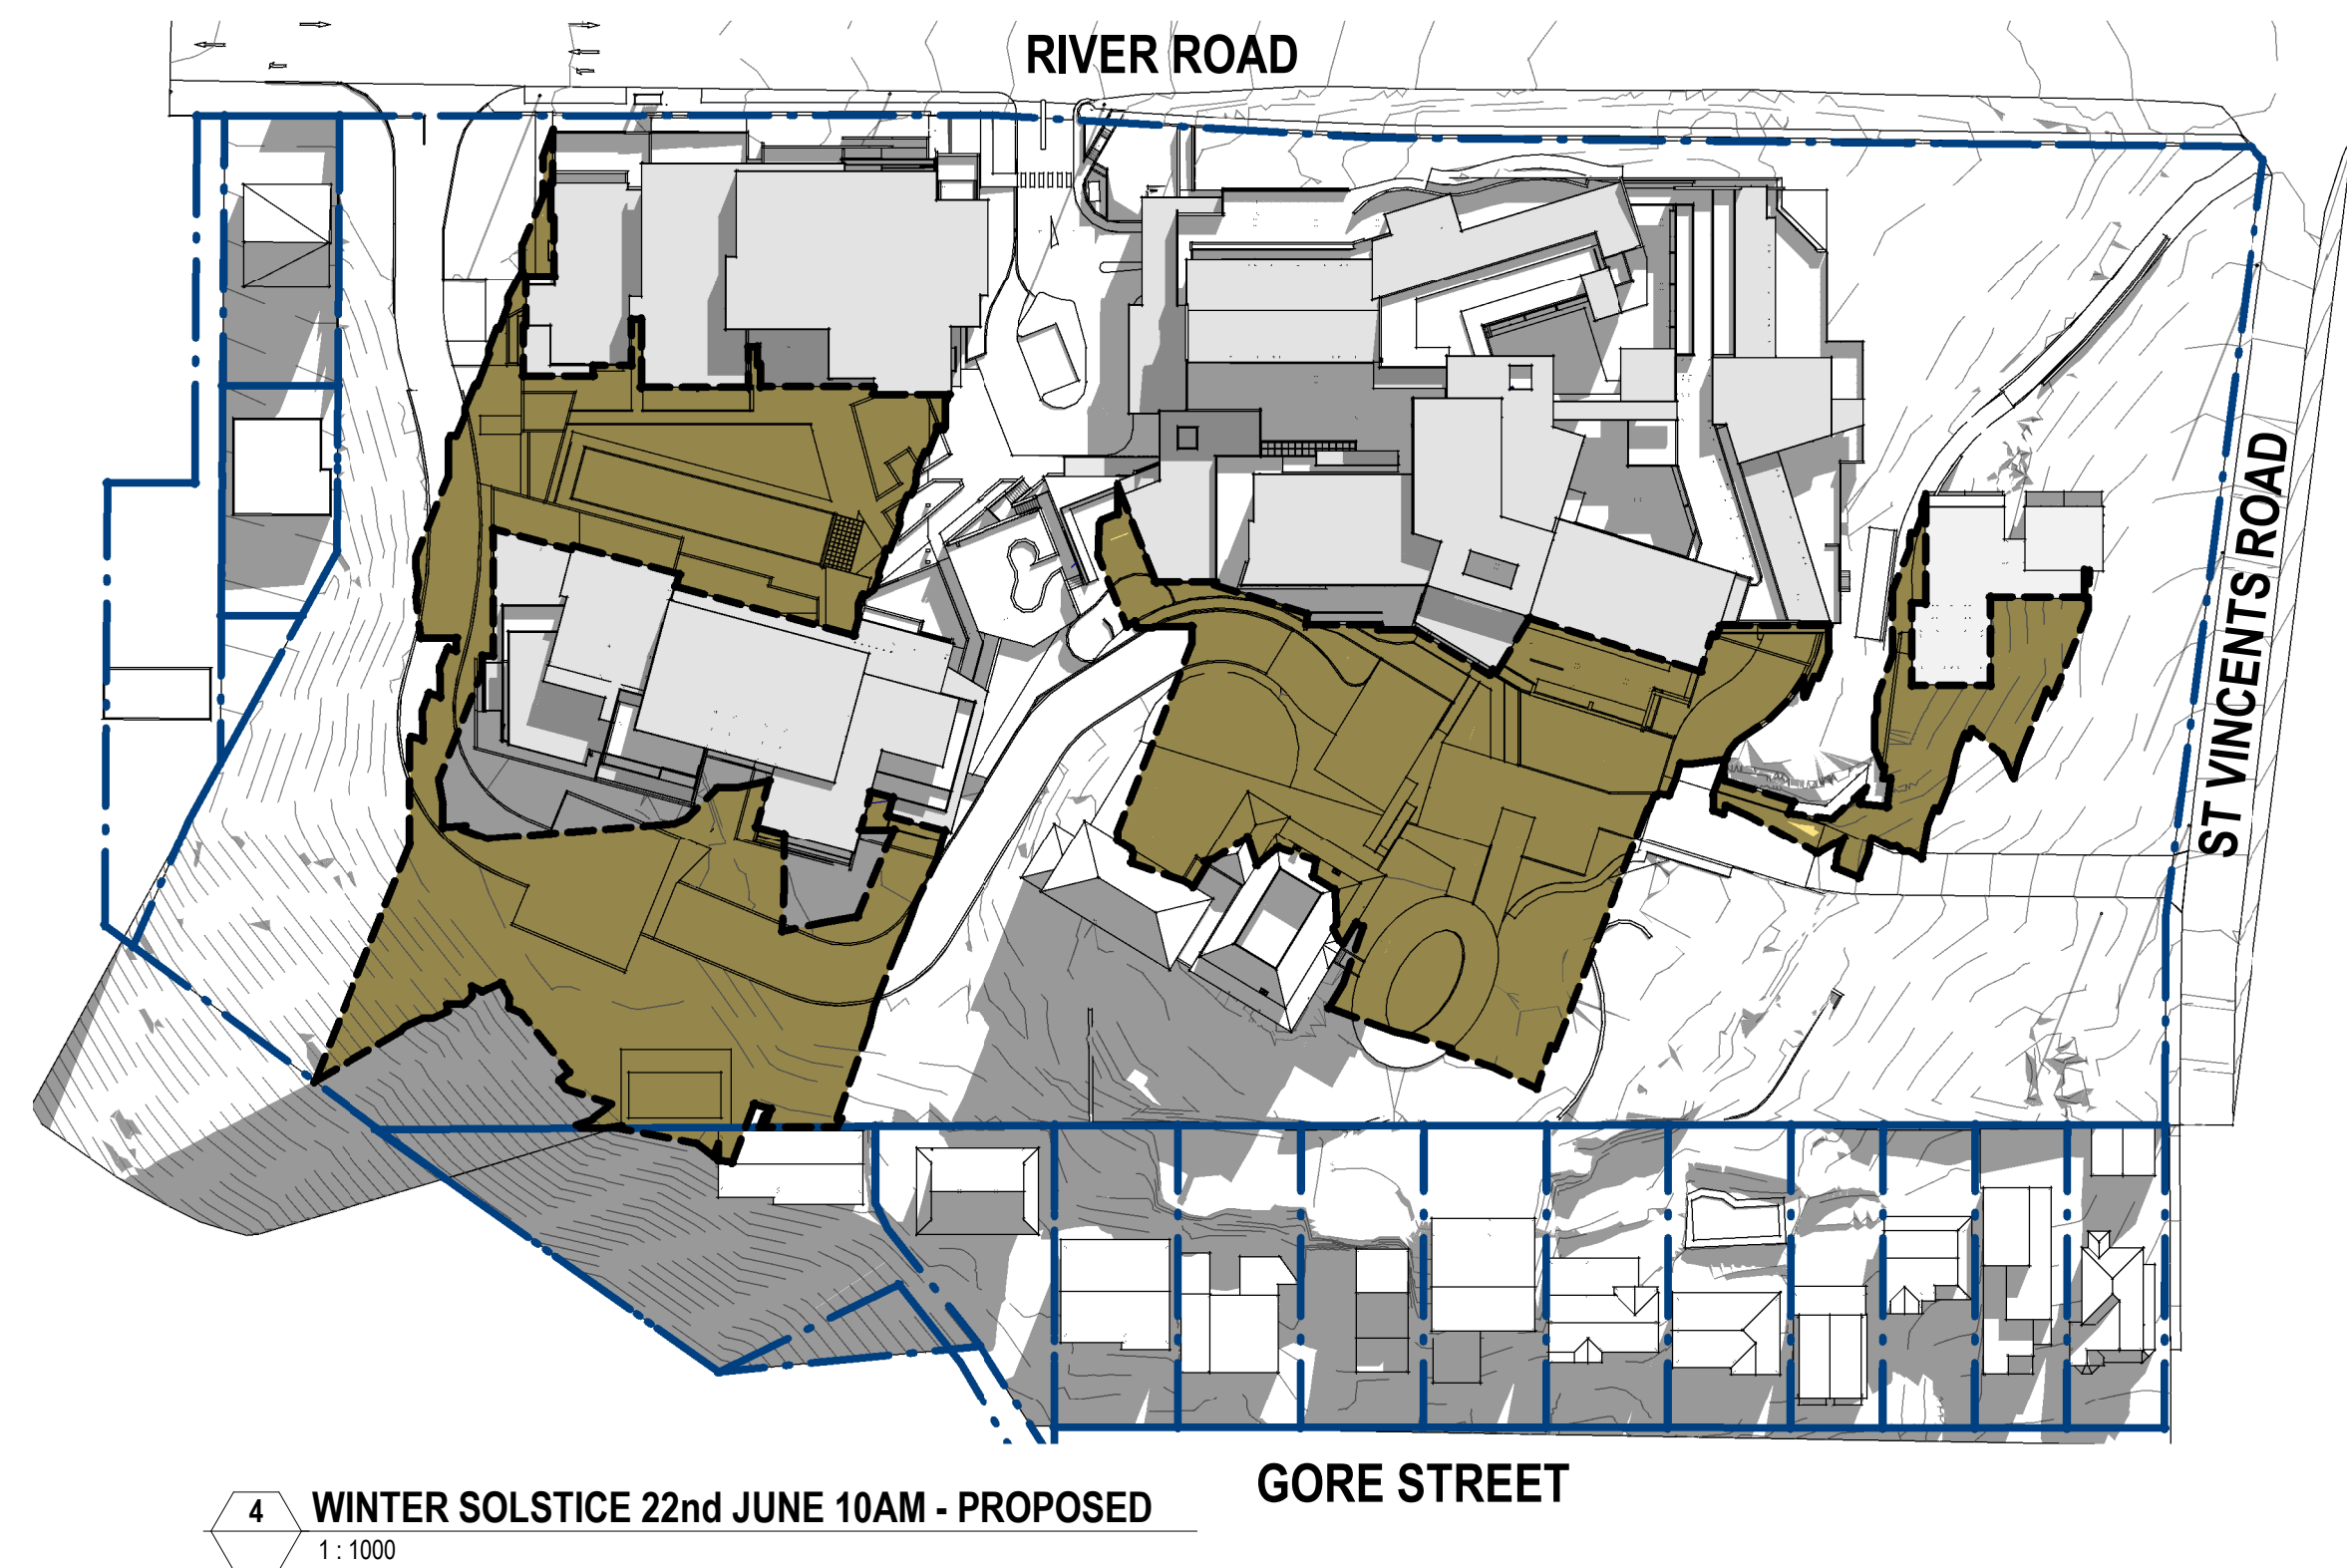 RIVER ROAD
ST VINCENTS ROAD
GORE STREET
4
WINTER SOLSTICE 22nd JUNE 10AM - PROPOSED
1 : 1000